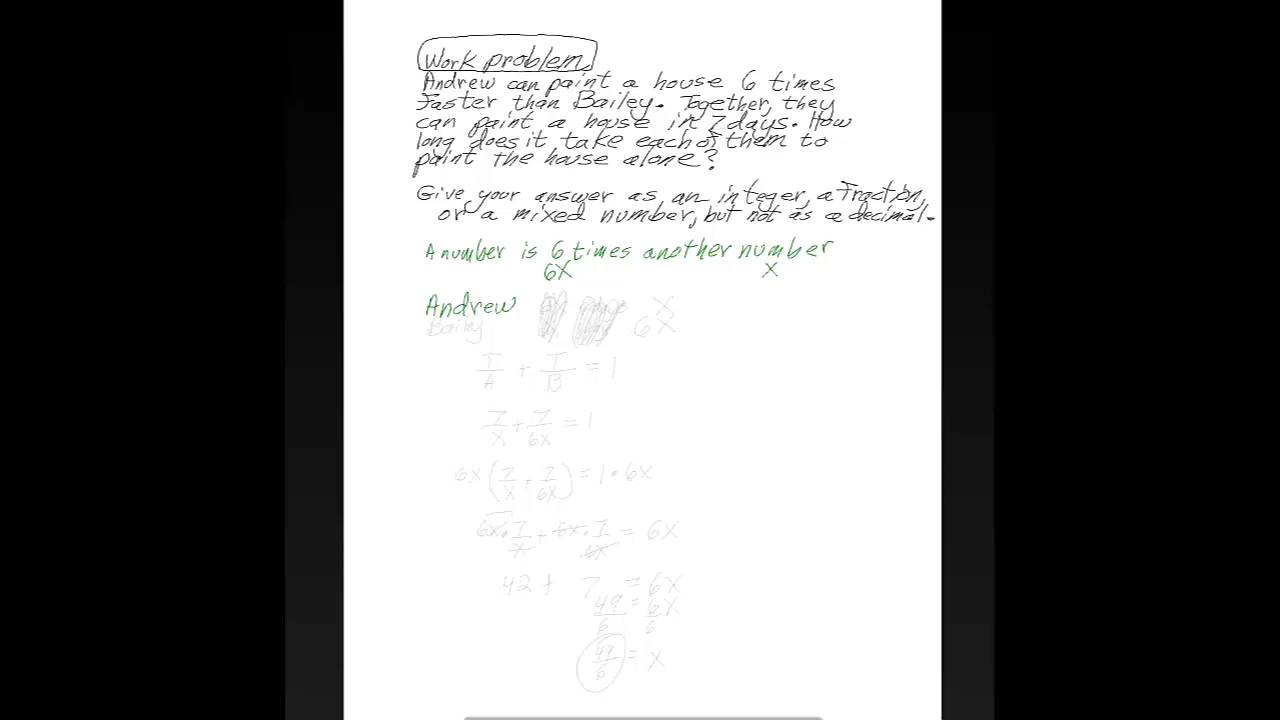 Work problem
Andrew can paint a house 6 times
Faster than Bailey. Together, they
can paint a house in 7 days. How
long does it take each of them to
paint the house alone?
Give your answer as an integer, a Fraction,
or a mixed number, but not as a decimal.
A number is 6 times another number
6X X
Andrew X
Baily 6X
T/A + T/B = 1
7/X + 7/6X = 1
6X (7/X + 7/6X) = 1 • 6X
6X • 7/X + 6X • 7/6X = 6X
42 + 7 = 6X
49/6 = 6X/6
49/6 = X